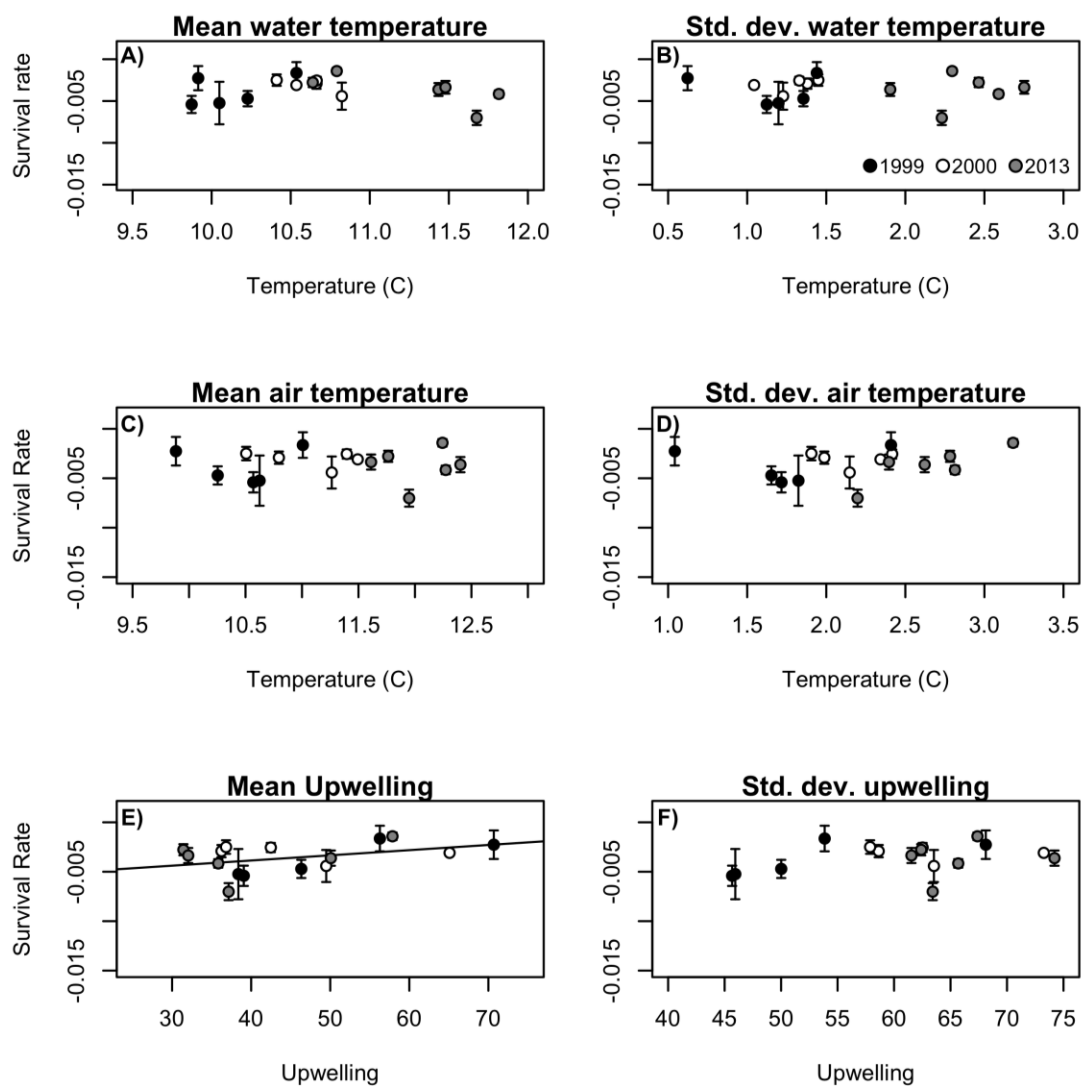 Mean water temperature
A)
Survival rate
-0.005
-0.015
9.5 10.0 10.5 11.0 11.5 12.0
Temperature (C)
Std. dev. water temperature
B)
-0.005
-0.015
1999 2000 2013
0.5 1.0 1.5 2.0 2.5 3.0
Temperature (C)
Mean air temperature
C)
Survival Rate
-0.005
-0.015
9.5 10.5 11.5 12.5
Temperature (C)
Std. dev. air temperature
D)
-0.005
-0.015
1.0 1.5 2.0 2.5 3.0 3.5
Temperature (C)
Mean Upwelling
E)
Survival Rate
-0.005
-0.015
30 40 50 60 70
Upwelling
Std. dev. upwelling
F)
-0.005
-0.015
40 45 50 55 60 65 70 75
Upwelling